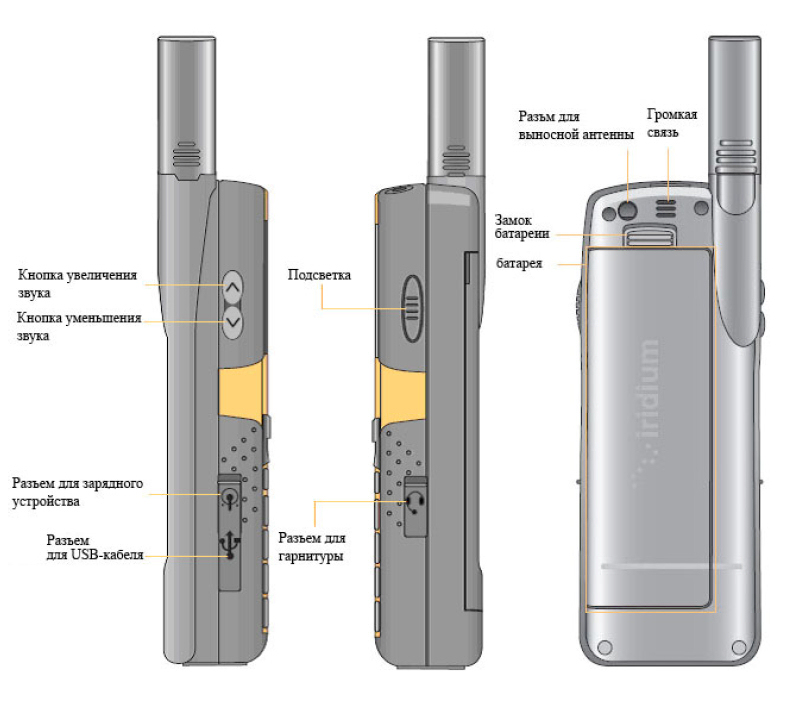 Кнопка увеличения
звука
Кнопка уменьшения
звука
Разъем для зарядного
устройства
Разъем
для USB-кабеля
Подсветка
Разъем для
гарнитуры
Разъм для
выносной антенны
Громкая
связь
Замок
батареии
батарея
iridium